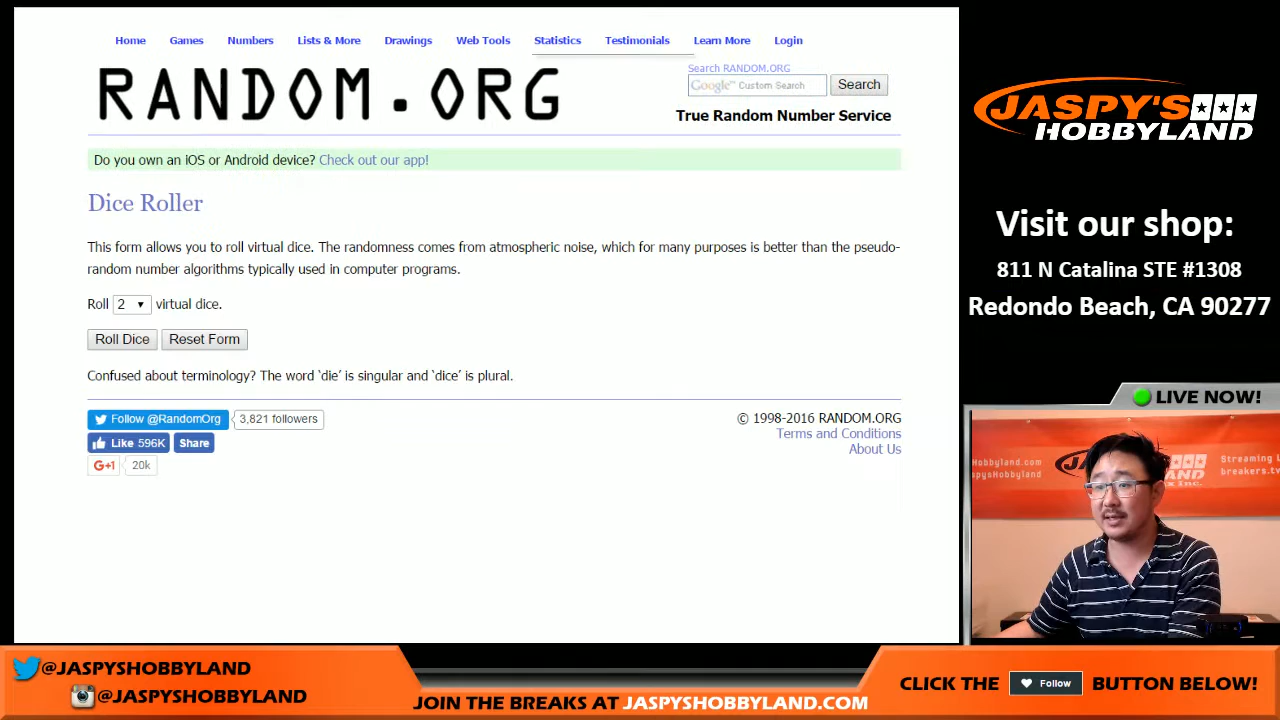 Home Games Numbers Lists & More Drawings Web Tools Statistics Testimonials Learn More Login
RANDOM.ORG
Search RANDOM.ORG
Google™ Custom Search Search
True Random Number Service
Do you own an iOS or Android device? Check out our app!
Dice Roller
This form allows you to roll virtual dice. The randomness comes from atmospheric noise, which for many purposes is better than the pseudo-
random number algorithms typically used in computer programs.
Roll 2 virtual dice.
Roll Dice Reset Form
Confused about terminology? The word ‘die’ is singular and ‘dice’ is plural.
Follow @RandomOrg 3,821 followers
Like 596K Share
G+1 20k
© 1998-2016 RANDOM.ORG
Terms and Conditions
About Us
JASPY'S
HOBBYLAND
Visit our shop:
811 N Catalina STE #1308
Redondo Beach, CA 90277
LIVE NOW!
Streaming
breakers.tv
@JASPYSHOBBYLAND
@JASPYSHOBBYLAND
JOIN THE BREAKS AT JASPYSHOBBYLAND.COM
CLICK THE Follow BUTTON BELOW!